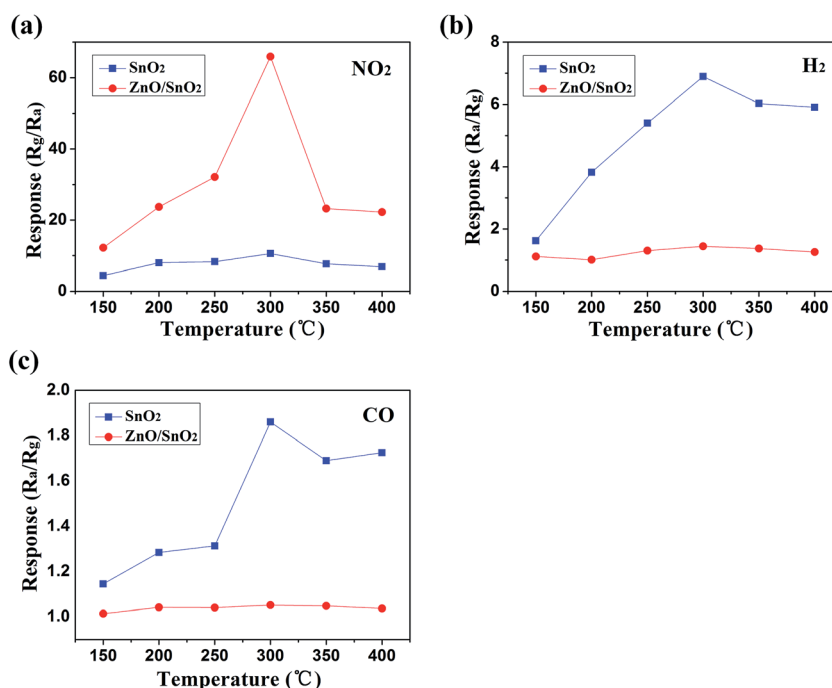 (a)
SnO2
ZnO/SnO2
NO2
Response (Rg/Ra)
60
40
20
0
150 200 250 300 350 400
Temperature (℃)
(b)
SnO2
ZnO/SnO2
H2
Response (Ra/Rg)
8
6
4
2
0
150 200 250 300 350 400
Temperature (℃)
(c)
SnO2
ZnO/SnO2
CO
Response (Ra/Rg)
2.0
1.8
1.6
1.4
1.2
1.0
150 200 250 300 350 400
Temperature (℃)